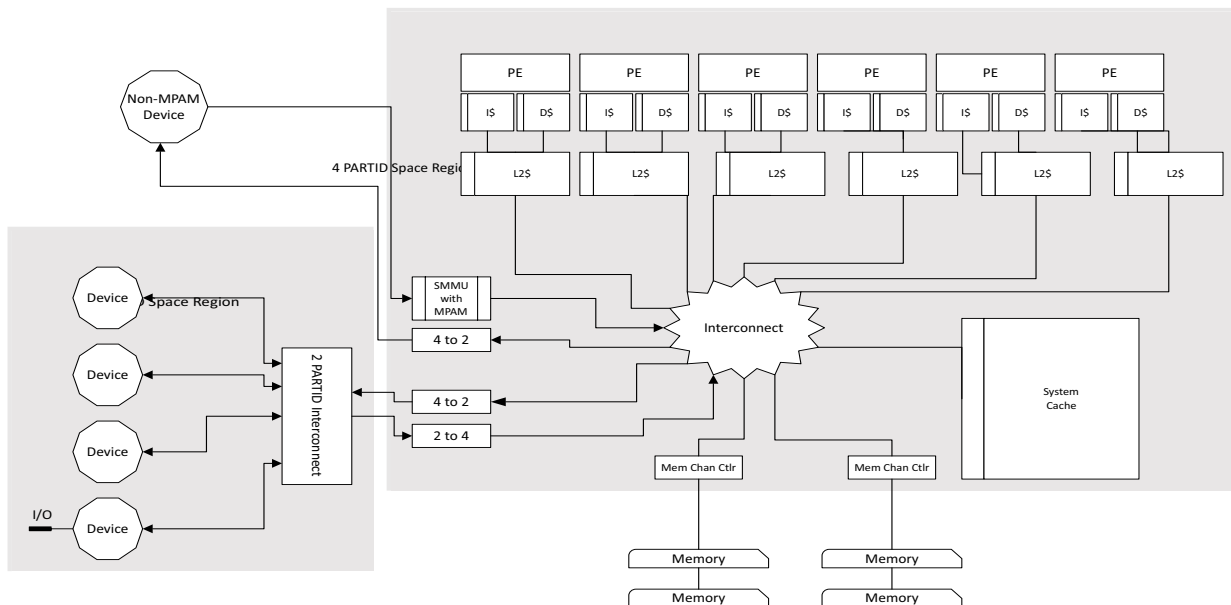 PE PE PE PE PE PE
I$ D$ I$ D$ I$ D$ I$ D$ I$ D$ I$ D$
L2$ L2$ L2$ L2$ L2$ L2$
Non-MPAM
Device
4 PARTID Space Regi
SMMU
with
MPAM
4 to 2
Interconnect
4 to 2
2 to 4
System
Cache
Mem Chan Ctlr Mem Chan Ctlr
Memory Memory
Memory Memory
Space Region
Device
Device
Device
Device
I/O
2 PARTID Interconnect